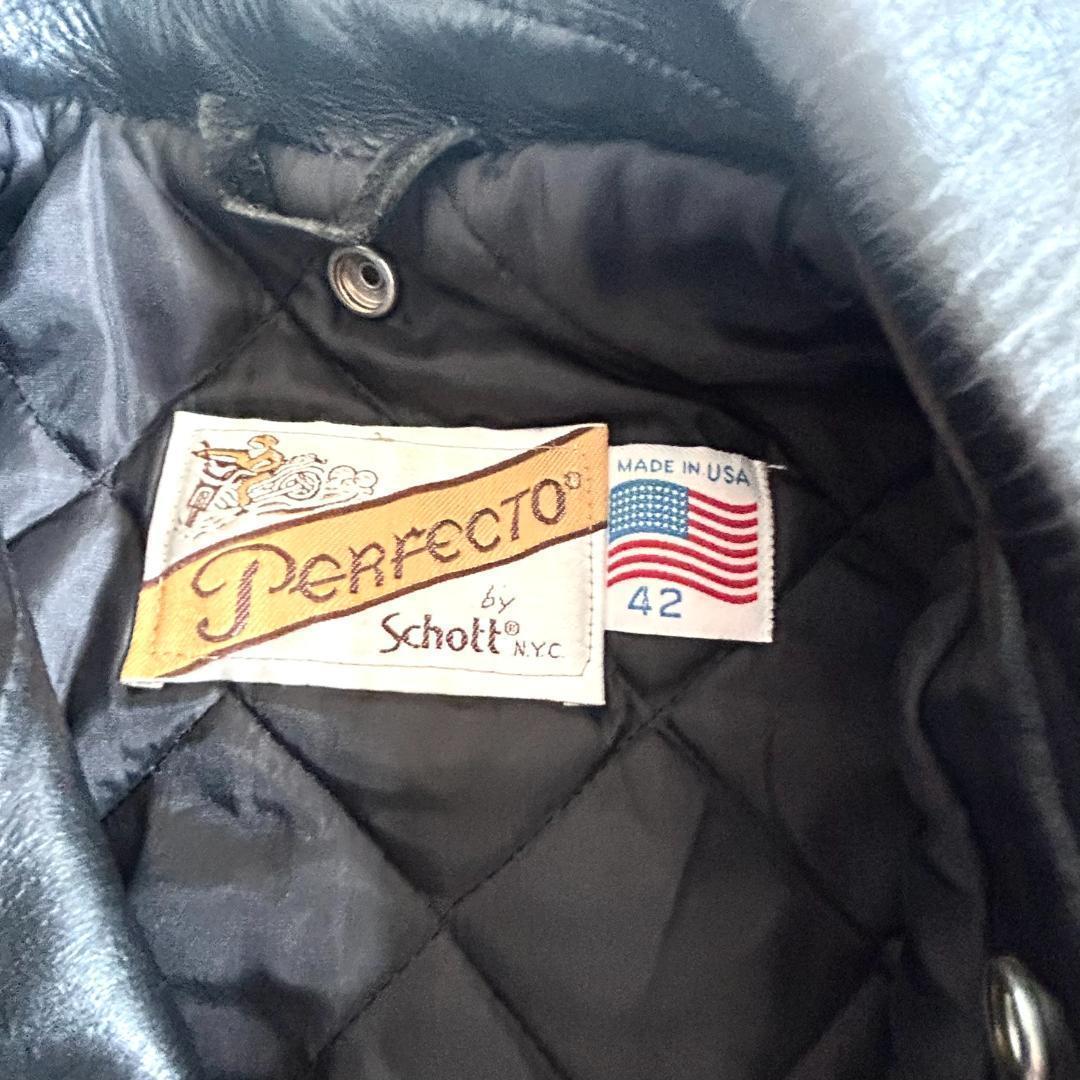 PERFECTO®
by
Schott® N.Y.C.
MADE IN USA
42